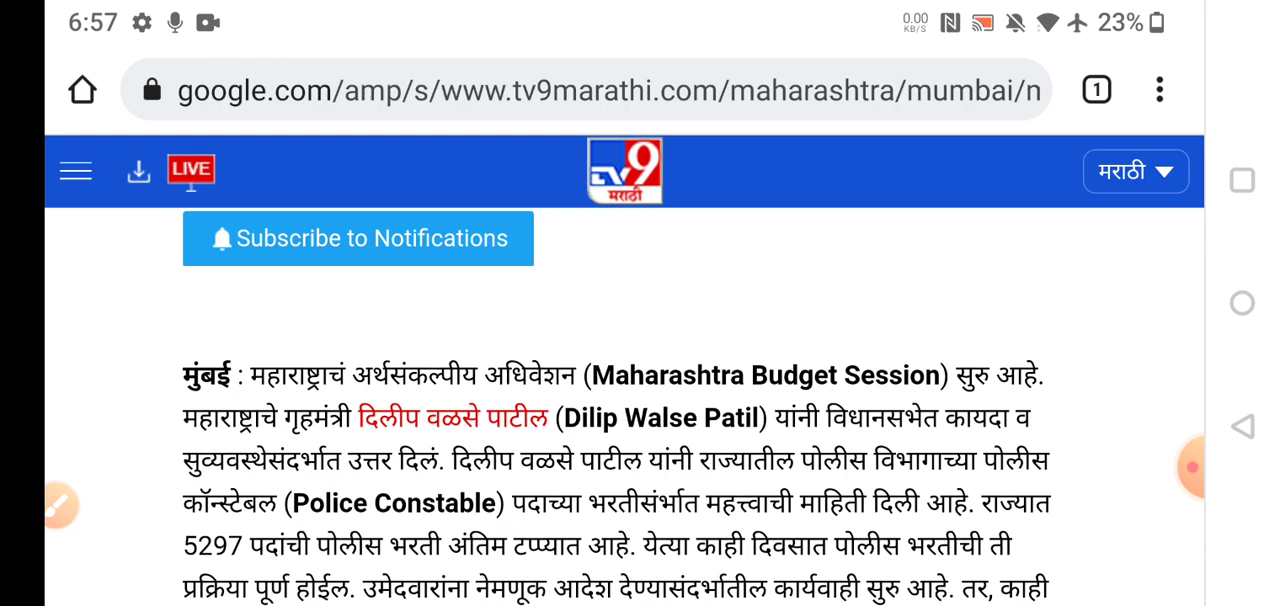 6:57 0.00 KB/S 23%
google.com/amp/s/www.tv9marathi.com/maharashtra/mumbai/n 1
LIVE TV9 मराठी मराठी
Subscribe to Notifications
मुंबई : महाराष्ट्राचं अर्थसंकल्पीय अधिवेशन (Maharashtra Budget Session) सुरु आहे.
महाराष्ट्राचे गृहमंत्री दिलीप वळसे पाटील (Dilip Walse Patil) यांनी विधानसभेत कायदा व
सुव्यवस्थेसंदर्भात उत्तर दिलं. दिलीप वळसे पाटील यांनी राज्यातील पोलीस विभागाच्या पोलीस
कॉन्स्टेबल (Police Constable) पदाच्या भरतीसंर्भात महत्त्वाची माहिती दिली आहे. राज्यात
5297 पदांची पोलीस भरती अंतिम टप्प्यात आहे. येत्या काही दिवसात पोलीस भरतीची ती
प्रक्रिया पूर्ण होईल. उमेदवारांना नेमणूक आदेश देण्यासंदर्भातील कार्यवाही सुरु आहे. तर, काही